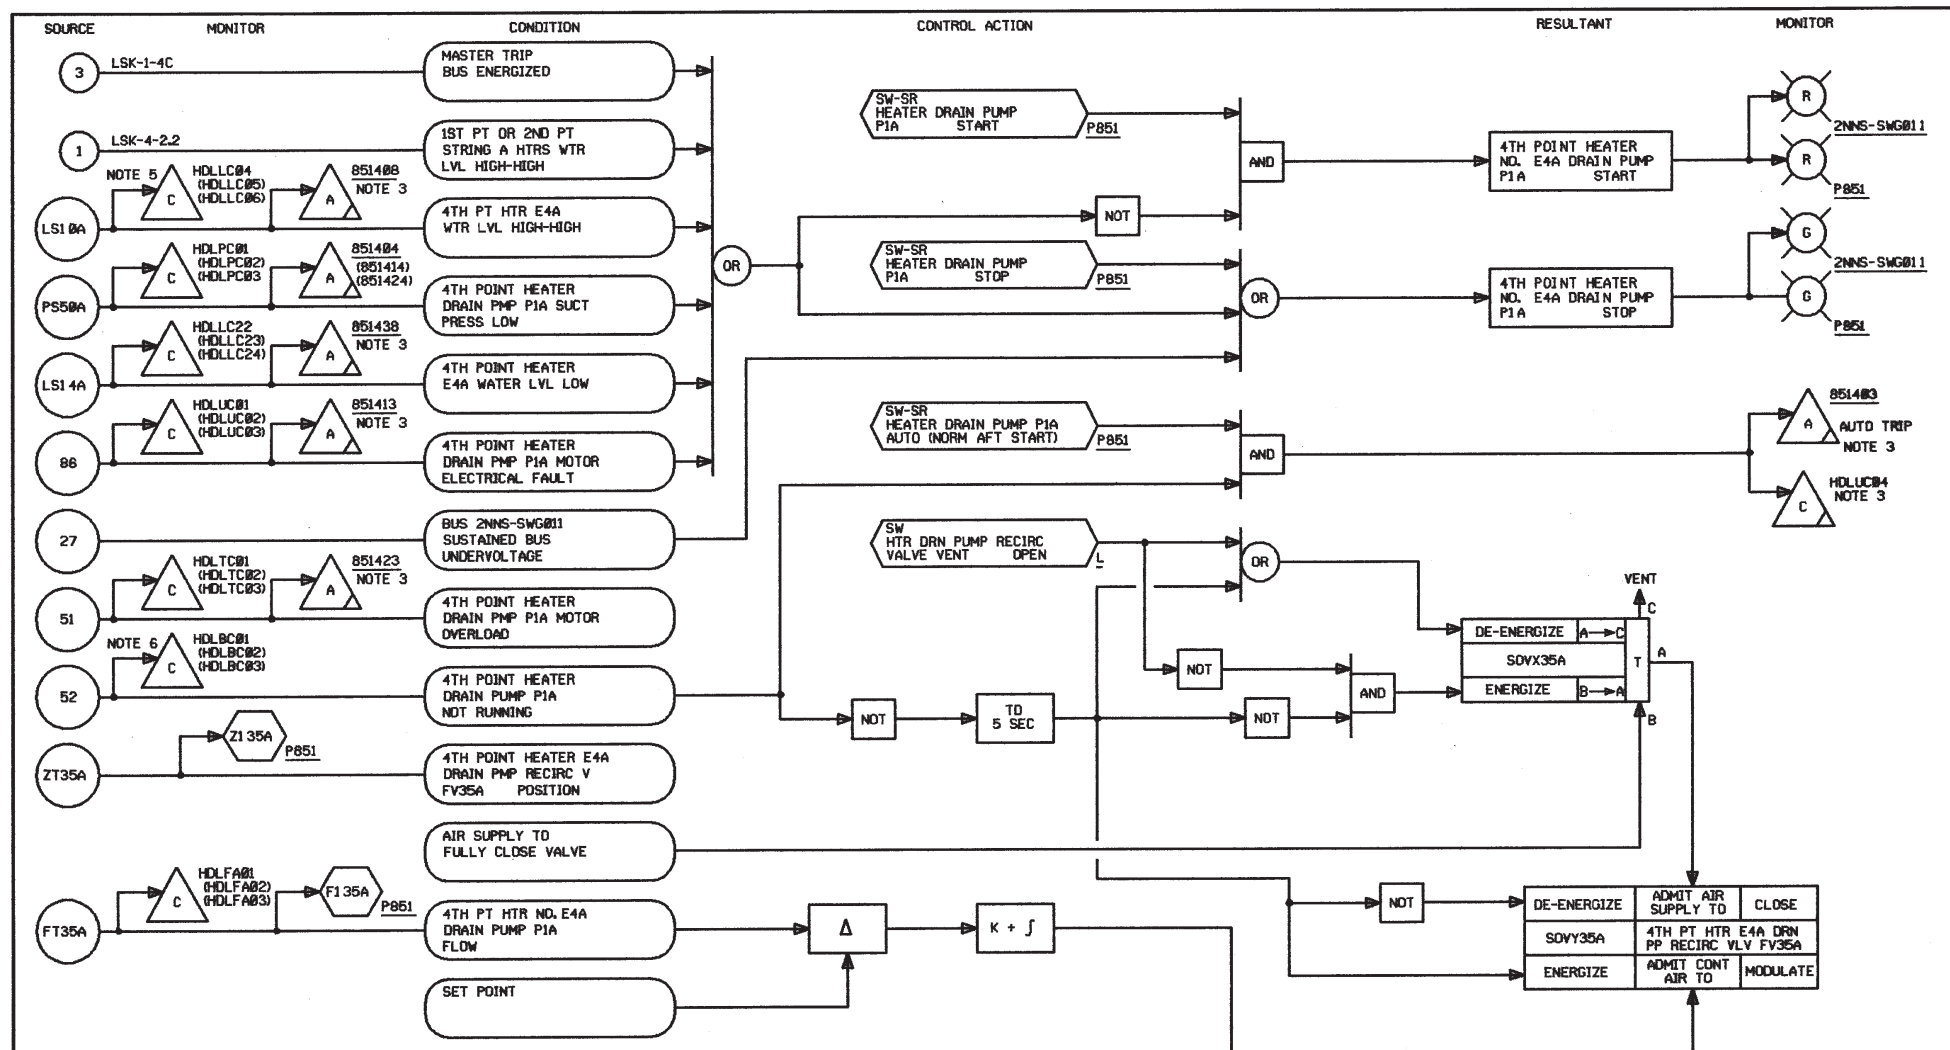 SOURCE MONITOR CONDITION CONTROL ACTION RESULTANT MONITOR
3
LSK-1-4C
MASTER TRIP
BUS ENERGIZED
1
LSK-4-2.2
1ST PT OR 2ND PT
STRING A HTRS WTR
LVL HIGH-HIGH
LS10A
NOTE 5
C
HDLLC04
(HDLLC05)
(HDLLC06)
A
851408
NOTE 3
4TH PT HTR E4A
WTR LVL HIGH-HIGH
PS50A
C
HDLPC01
(HDLPC02)
(HDLPC03
A
851404
(851414)
(851424)
4TH POINT HEATER
DRAIN PMP P1A SUCT
PRESS LOW
LS14A
C
HDLLC22
(HDLLC23)
(HDLLC24)
A
851438
NOTE 3
4TH POINT HEATER
E4A WATER LVL LOW
86
C
HDLUC01
(HDLUC02)
(HDLUC03)
A
851413
NOTE 3
4TH POINT HEATER
DRAIN PMP P1A MOTOR
ELECTRICAL FAULT
27
BUS 2NNS-SWG011
SUSTAINED BUS
UNDERVOLTAGE
51
C
HDLTC01
(HDLTC02)
(HDLTC03)
A
851423
NOTE 3
4TH POINT HEATER
DRAIN PMP P1A MOTOR
OVERLOAD
52
NOTE 6
C
HDLBC01
(HDLBC02)
(HDLBC03)
4TH POINT HEATER
DRAIN PUMP P1A
NOT RUNNING
ZT35A
Z135A
P851
4TH POINT HEATER E4A
DRAIN PMP RECIRC V
FV35A POSITION
AIR SUPPLY TO
FULLY CLOSE VALVE
FT35A
C
HDLFA01
(HDLFA02)
(HDLFA03)
F135A
P851
4TH PT HTR NO. E4A
DRAIN PUMP P1A
FLOW
SET POINT
OR
SW-SR
HEATER DRAIN PUMP
P1A START
P851
AND
NOT
SW-SR
HEATER DRAIN PUMP
P1A STOP
P851
OR
SW-SR
HEATER DRAIN PUMP P1A
AUTO (NORM AFT START)
P851
AND
SW
HTR DRN PUMP RECIRC
VALVE VENT OPEN
L
OR
NOT
AND
NOT
TO
5 SEC
NOT
Δ
K + ∫
NOT
4TH POINT HEATER
NO. E4A DRAIN PUMP
P1A START
R
2NNS-SWG011
R
P851
4TH POINT HEATER
NO. E4A DRAIN PUMP
P1A STOP
G
2NNS-SWG011
G
P851
A
851403
AUTO TRIP
NOTE 3
C
HDLUC04
NOTE 3
VENT
C
DE-ENERGIZE A→C
SOVX35A
T
A
ENERGIZE B→A
B
DE-ENERGIZE ADMIT AIR
SUPPLY TO CLOSE
SOVY35A 4TH PT HTR E4A DRN
PP RECIRC VLV FV35A
ENERGIZE ADMIT CONT
AIR TO MODULATE